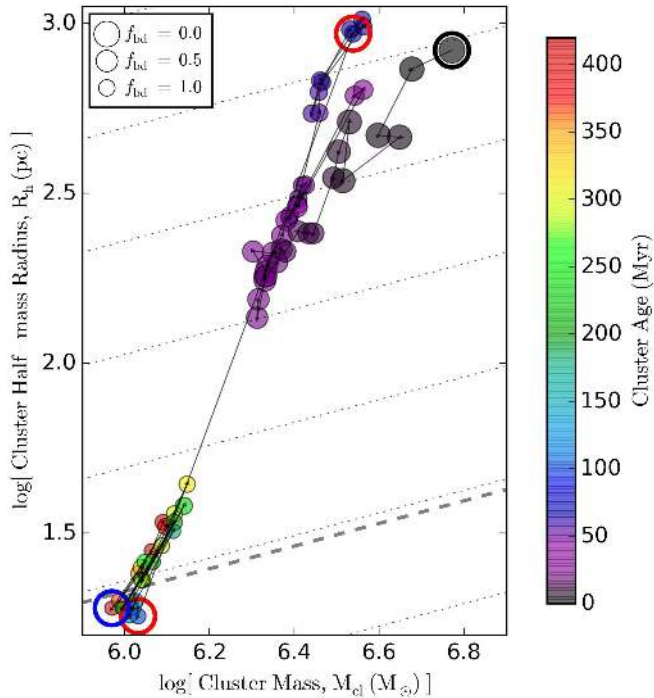 f_bd = 0.0
f_bd = 0.5
f_bd = 1.0
log[ Cluster Half mass Radius, R_h (pc) ]
3.0
2.5
2.0
1.5
6.0 6.2 6.4 6.6 6.8
log[ Cluster Mass, M_cl (M_⊙) ]
400
350
300
250
200
150
100
50
0
Cluster Age (Myr)